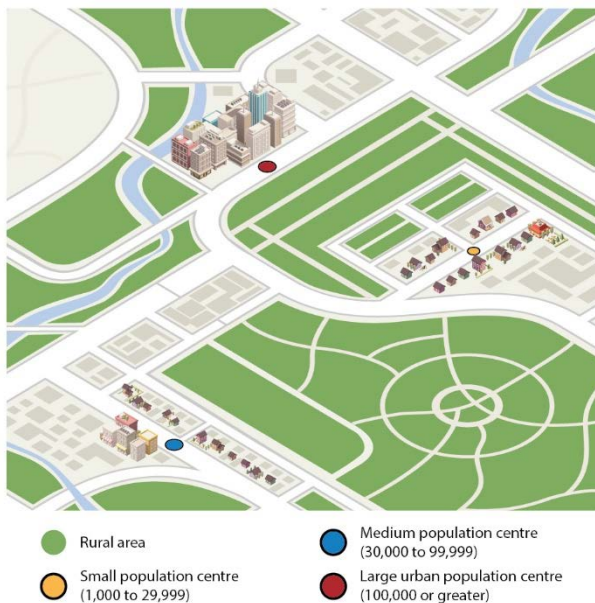 Rural area
Small population centre
(1,000 to 29,999)
Medium population centre
(30,000 to 99,999)
Large urban population centre
(100,000 or greater)